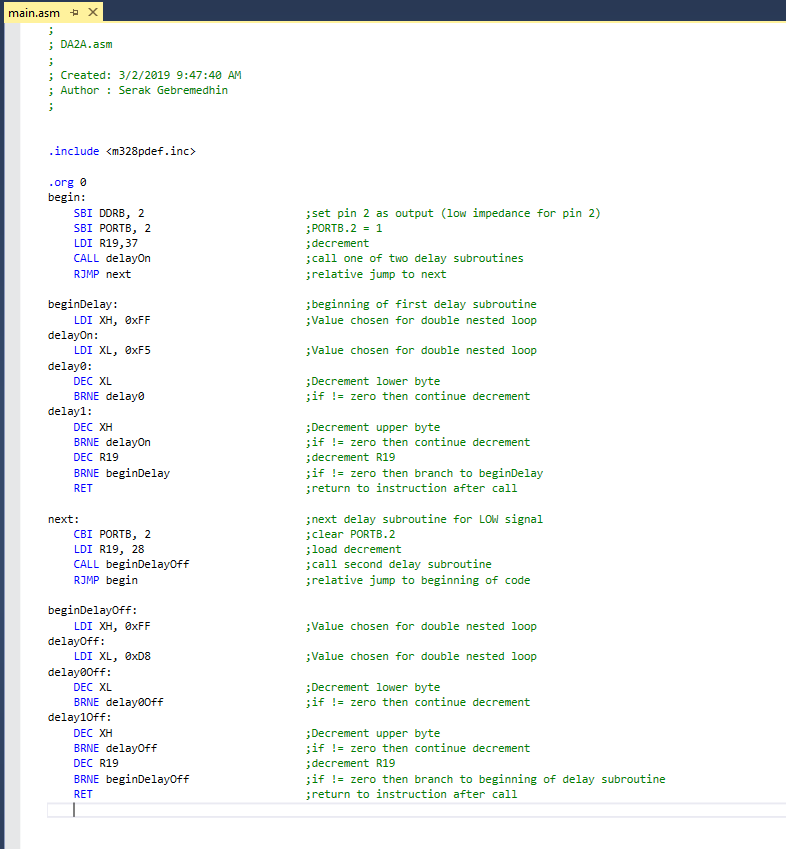 main.asm
;
; DA2A.asm
;
; Created: 3/2/2019 9:47:40 AM
; Author : Serak Gebremedhin
;
.include <m328pdef.inc>
.org 0
begin:
SBI DDRB, 2 ;set pin 2 as output (low impedance for pin 2)
SBI PORTB, 2 ;PORTB.2 = 1
LDI R19,37 ;decrement
CALL delayOn ;call one of two delay subroutines
RJMP next ;relative jump to next
beginDelay: ;beginning of first delay subroutine
LDI XH, 0xFF ;Value chosen for double nested loop
delayOn:
LDI XL, 0xF5 ;Value chosen for double nested loop
delay0:
DEC XL ;Decrement lower byte
BRNE delay0 ;if != zero then continue decrement
delay1:
DEC XH ;Decrement upper byte
BRNE delayOn ;if != zero then continue decrement
DEC R19 ;decrement R19
BRNE beginDelay ;if != zero then branch to beginDelay
RET ;return to instruction after call
next: ;next delay subroutine for LOW signal
CBI PORTB, 2 ;clear PORTB.2
LDI R19, 28 ;load decrement
CALL beginDelayOff ;call second delay subroutine
RJMP begin ;relative jump to beginning of code
beginDelayOff:
LDI XH, 0xFF ;Value chosen for double nested loop
delayOff:
LDI XL, 0xD8 ;Value chosen for double nested loop
delay0Off:
DEC XL ;Decrement lower byte
BRNE delay0Off ;if != zero then continue decrement
delay1Off:
DEC XH ;Decrement upper byte
BRNE delayOff ;if != zero then continue decrement
DEC R19 ;decrement R19
BRNE beginDelayOff ;if != zero then branch to beginning of delay subroutine
RET ;return to instruction after call